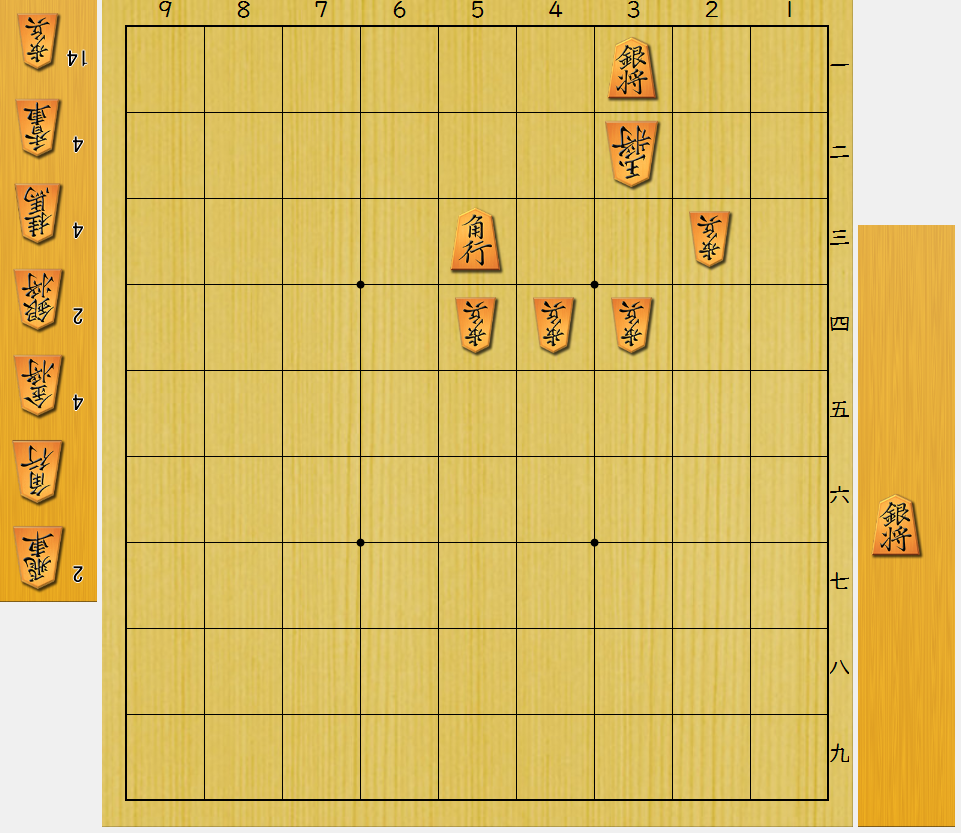 9 8 7 6 5 4 3 2 1
一
二
三
四
五
六
七
八
九
銀将
玉将
角行
歩兵
歩兵
歩兵
歩兵
歩兵 14
香車 4
桂馬 4
銀将 2
金将 4
角行
飛車 2
銀将